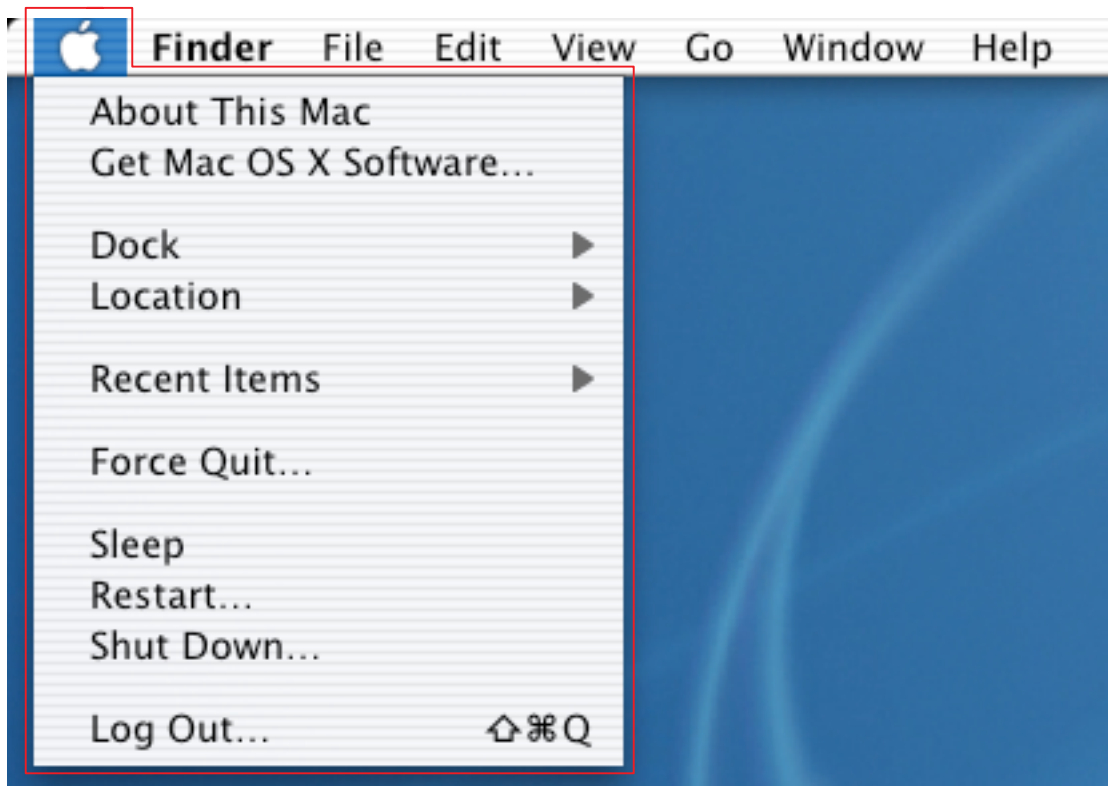 Finder File Edit View Go Window Help
About This Mac
Get Mac OS X Software…
Dock
Location
Recent Items
Force Quit…
Sleep
Restart…
Shut Down…
Log Out… ⇧⌘Q